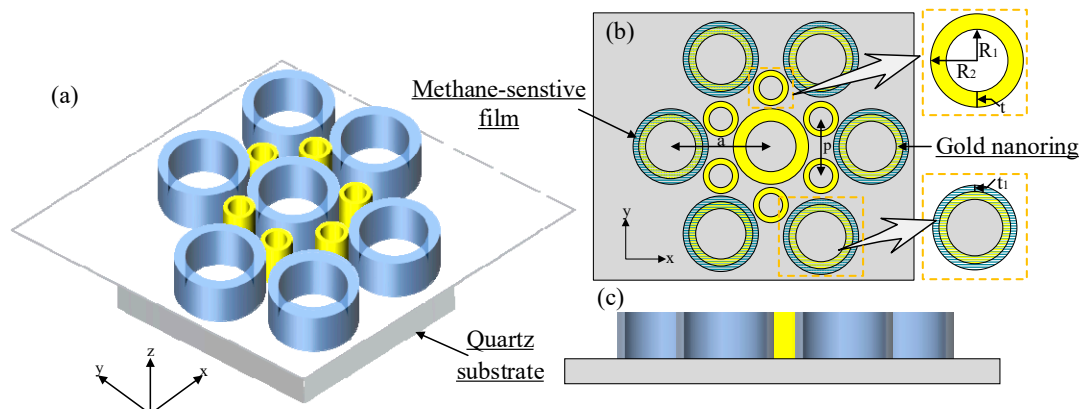 (a)
Quartz
substrate
z
y
x
(b)
Methane-senstive
film
a
p
y
x
R1
R2
t
Gold nanoring
t1
(c)